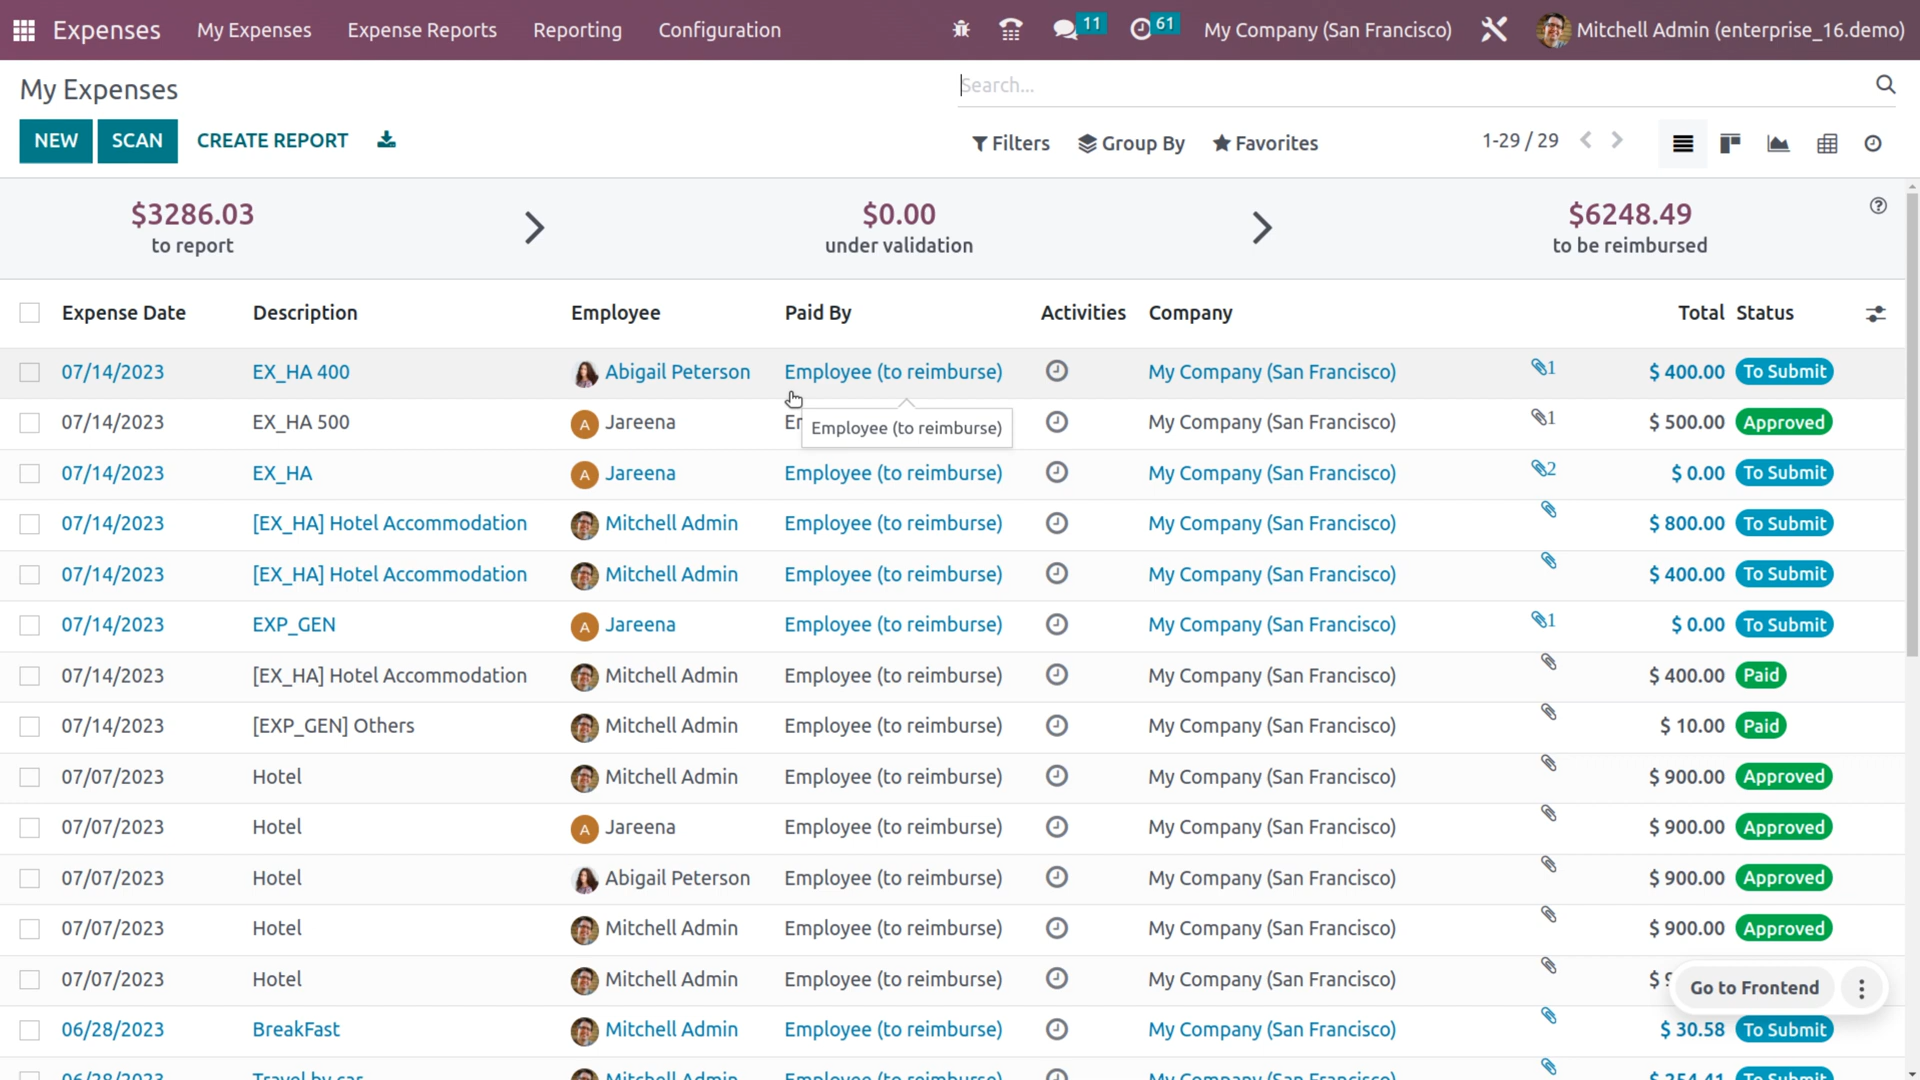 Expenses My Expenses Expense Reports Reporting Configuration 11 61 My Company (San Francisco) Mitchell Admin (enterprise_16.demo)
My Expenses Search...
NEW SCAN CREATE REPORT Filters Group By Favorites 1-29 / 29
$3286.03 $0.00 $6248.49
to report under validation to be reimbursed
Expense Date Description Employee Paid By Activities Company Total Status
07/14/2023 EX_HA 400 Abigail Peterson Employee (to reimburse) My Company (San Francisco) 1 $ 400.00 To Submit
07/14/2023 EX_HA 500 A Jareena My Company (San Francisco) 1 $ 500.00 Approved
Employee (to reimburse)
07/14/2023 EX_HA A Jareena Employee (to reimburse) My Company (San Francisco) 2 $ 0.00 To Submit
07/14/2023 [EX_HA] Hotel Accommodation Mitchell Admin Employee (to reimburse) My Company (San Francisco) $ 800.00 To Submit
07/14/2023 [EX_HA] Hotel Accommodation Mitchell Admin Employee (to reimburse) My Company (San Francisco) $ 400.00 To Submit
07/14/2023 EXP_GEN A Jareena Employee (to reimburse) My Company (San Francisco) 1 $ 0.00 To Submit
07/14/2023 [EX_HA] Hotel Accommodation Mitchell Admin Employee (to reimburse) My Company (San Francisco) $ 400.00 Paid
07/14/2023 [EXP_GEN] Others Mitchell Admin Employee (to reimburse) My Company (San Francisco) $ 10.00 Paid
07/07/2023 Hotel Mitchell Admin Employee (to reimburse) My Company (San Francisco) $ 900.00 Approved
07/07/2023 Hotel A Jareena Employee (to reimburse) My Company (San Francisco) $ 900.00 Approved
07/07/2023 Hotel Abigail Peterson Employee (to reimburse) My Company (San Francisco) $ 900.00 Approved
07/07/2023 Hotel Mitchell Admin Employee (to reimburse) My Company (San Francisco) $ 900.00 Approved
07/07/2023 Hotel Mitchell Admin Employee (to reimburse) My Company (San Francisco) Go to Frontend
06/28/2023 BreakFast Mitchell Admin Employee (to reimburse) My Company (San Francisco) $ 30.58 To Submit